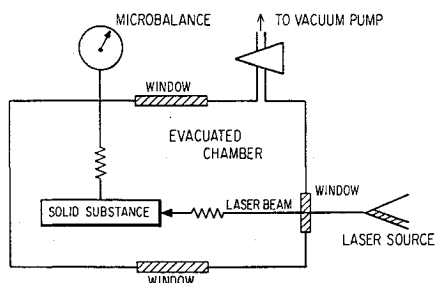 MICROBALANCE
TO VACUUM PUMP
WINDOW
EVACUATED
CHAMBER
WINDOW
SOLID SUBSTANCE
LASER BEAM
LASER SOURCE
WINDOW